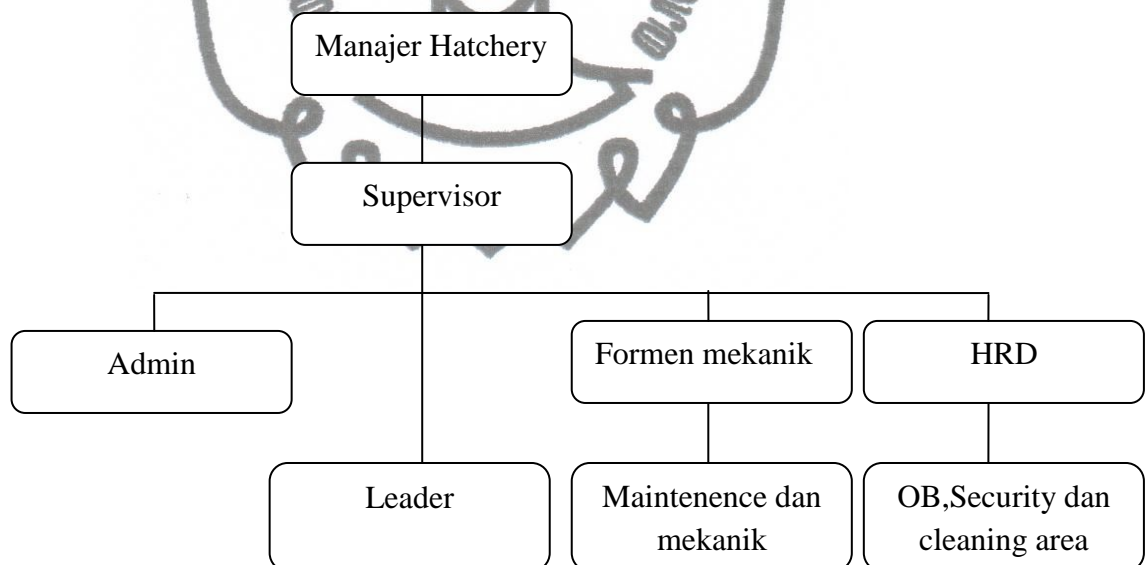 Manajer Hatchery
Supervisor
Admin
Formen mekanik
HRD
Leader
Maintenence dan
mekanik
OB,Security dan
cleaning area